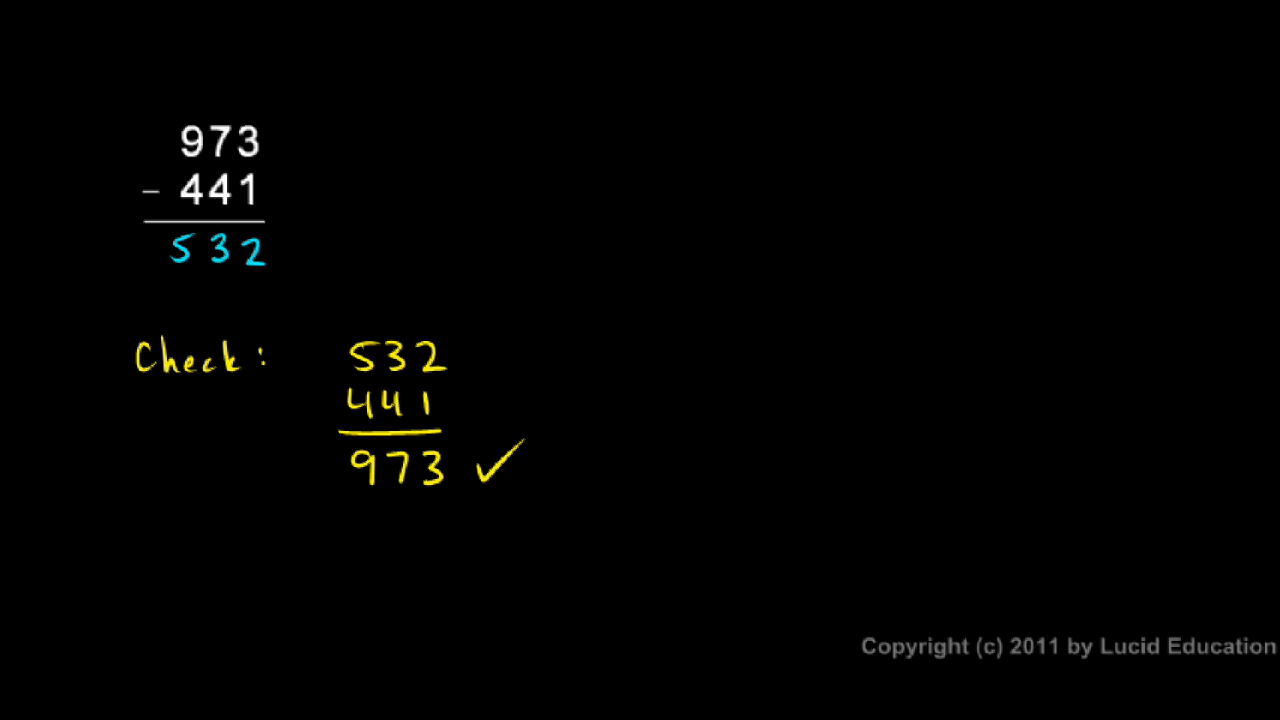 973
− 441
532
Check: 532
441
973 ✓
Copyright (c) 2011 by Lucid Education